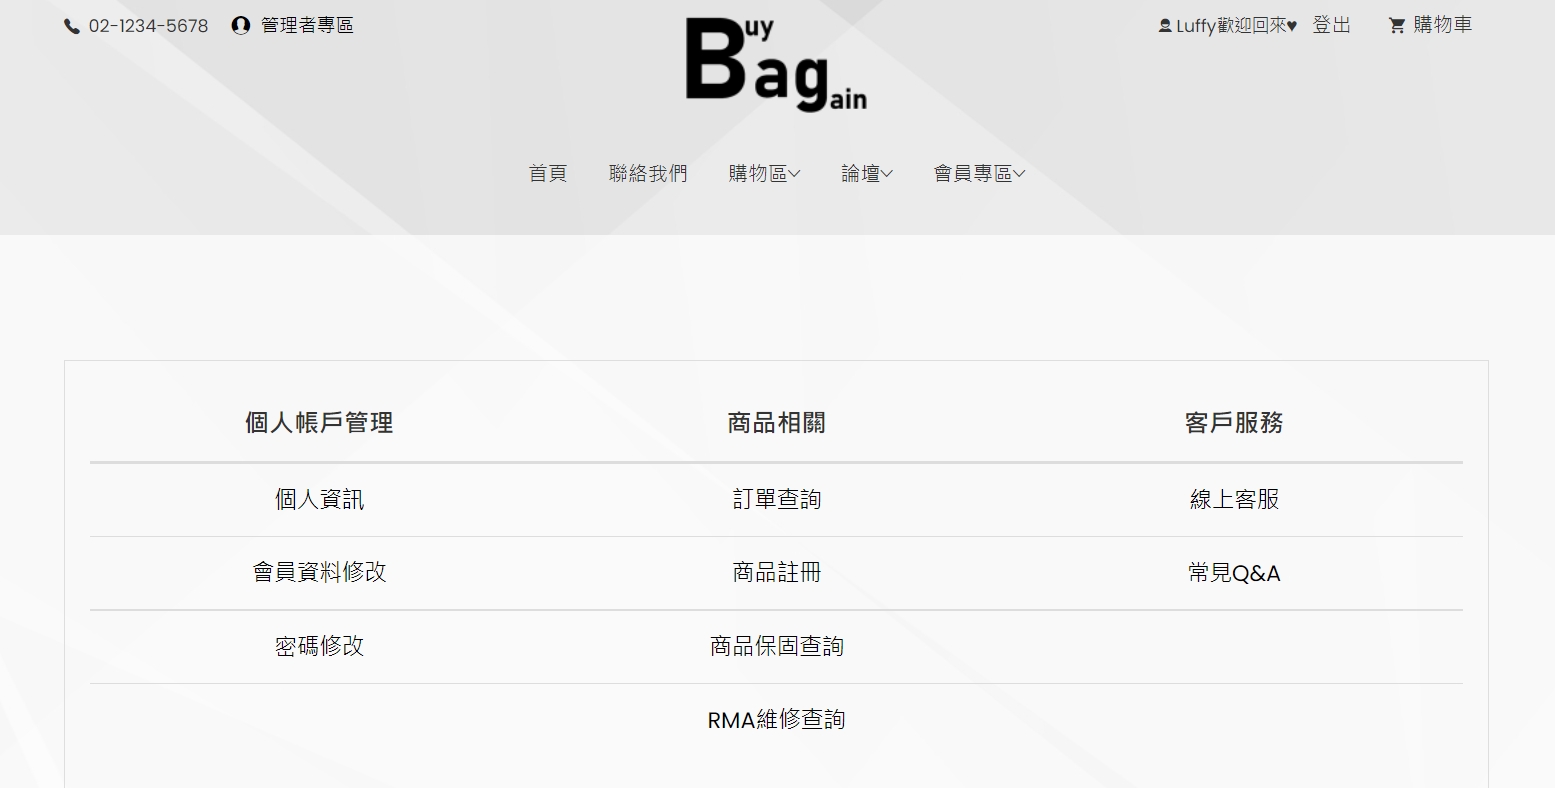 02-1234-5678 管理者專區
Buy
Bagain
Luffy歡迎回來♥ 登出 購物車
首頁 聯絡我們 購物區 論壇 會員專區
個人帳戶管理 商品相關 客戶服務
個人資訊 訂單查詢 線上客服
會員資料修改 商品註冊 常見Q&A
密碼修改 商品保固查詢
RMA維修查詢